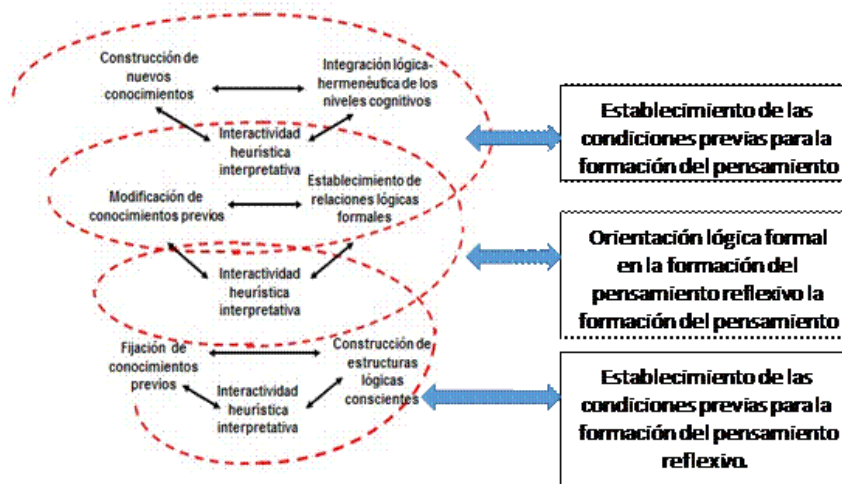 Construcción de
nuevos
conocimientos
Integración lógica-
hermenéutica de los
niveles cognitivos
Interactividad
heurística
interpretativa
Establecimiento de las
condiciones previas para la
formación del pensamiento
Modificación de
conocimientos previos
Establecimiento de
relaciones lógicas
formales
Interactividad
heurística
interpretativa
Orientación lógica formal
en la formación del
pensamiento reflexivo la
formación del pensamiento
Fijación de
conocimientos
previos
Construcción de
estructuras
lógicas
conscientes
Interactividad
heurística
interpretativa
Establecimiento de las
condiciones previas para la
formación del pensamiento
reflexivo.